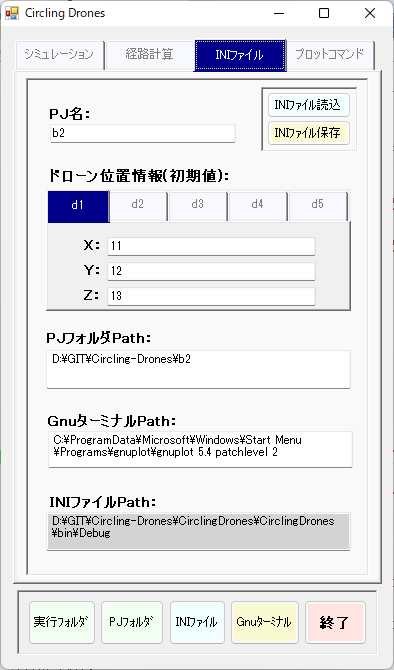 Circling Drones
シミュレーション 経路計算 INIファイル プロットコマンド
PJ名:
b2
INIファイル読込
INIファイル保存
ドローン位置情報(初期値):
d1 d2 d3 d4 d5
X: 11
Y: 12
Z: 13
PJフォルダPath:
D:¥GIT¥Circling-Drones¥b2
GnuターミナルPath:
C:¥ProgramData¥Microsoft¥Windows¥Start Menu
¥Programs¥gnuplot¥gnuplot 5.4 patchlevel 2
INIファイルPath:
D:¥GIT¥Circling-Drones¥CirclingDrones¥CirclingDrones
¥bin¥Debug
実行フォルダ PJフォルダ INIファイル Gnuターミナル 終了